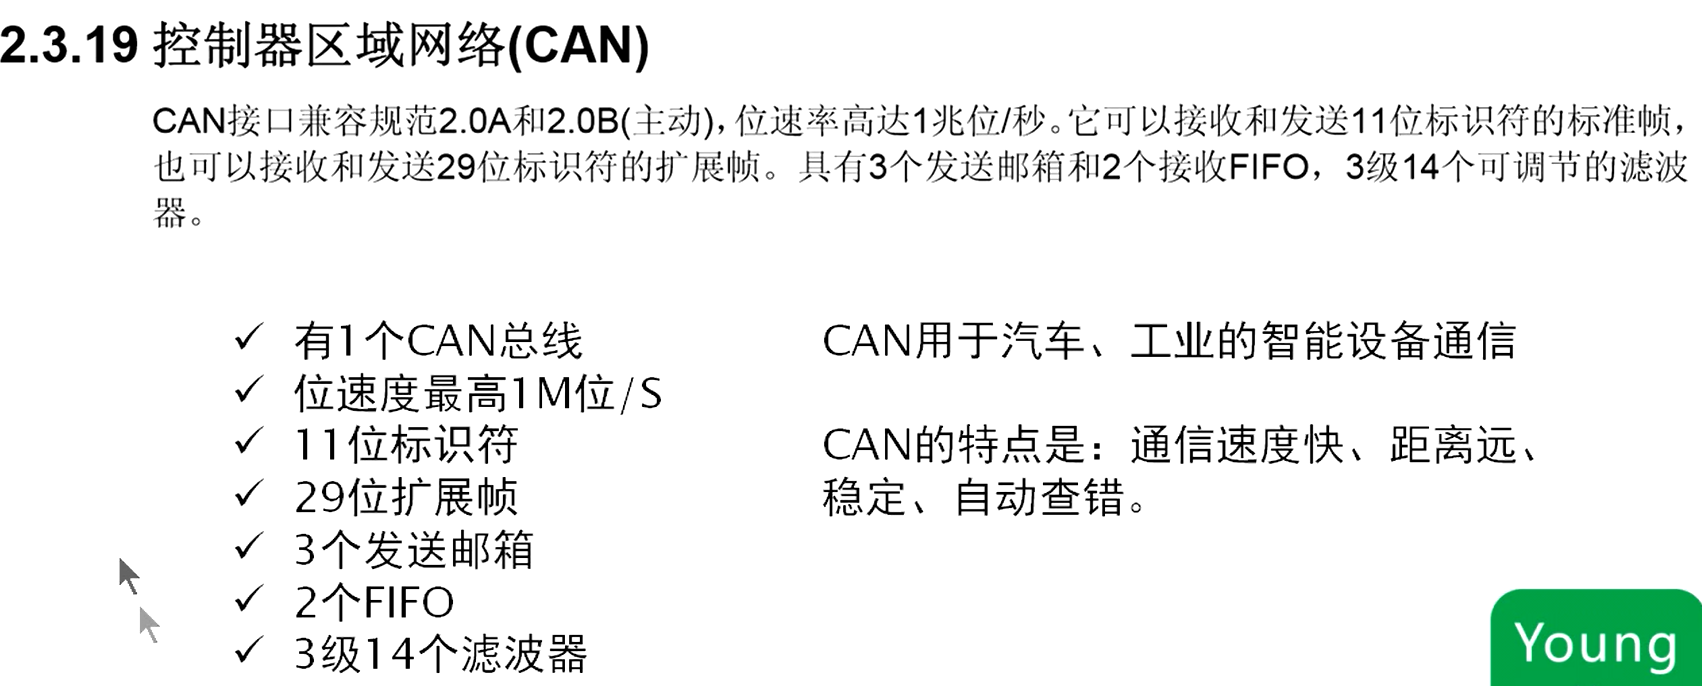 2.3.19 控制器区域网络(CAN)
CAN接口兼容规范2.0A和2.0B(主动)，位速率高达1兆位/秒。它可以接收和发送11位标识符的标准帧，
也可以接收和发送29位标识符的扩展帧。具有3个发送邮箱和2个接收FIFO，3级14个可调节的滤波
器。
✓ 有1个CAN总线
✓ 位速度最高1M位/S
✓ 11位标识符
✓ 29位扩展帧
✓ 3个发送邮箱
✓ 2个FIFO
✓ 3级14个滤波器
CAN用于汽车、工业的智能设备通信
CAN的特点是：通信速度快、距离远、
稳定、自动查错。
Young